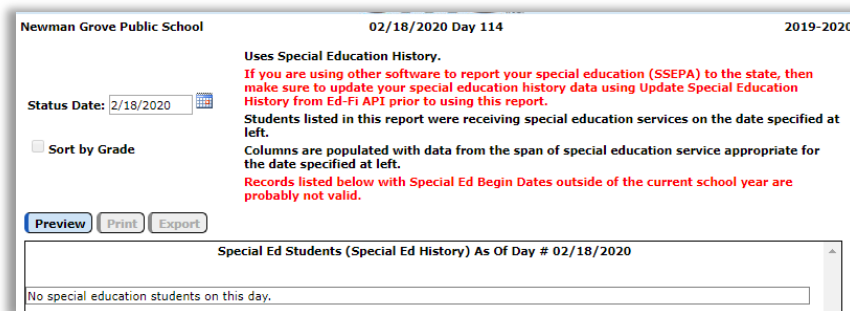 Newman Grove Public School 02/18/2020 Day 114 2019-2020
Uses Special Education History.
If you are using other software to report your special education (SSEPA) to the state, then
make sure to update your special education history data using Update Special Education
History from Ed-Fi API prior to using this report.
Status Date: 2/18/2020
Students listed in this report were receiving special education services on the date specified at
left.
Sort by Grade
Columns are populated with data from the span of special education service appropriate for
the date specified at left.
Records listed below with Special Ed Begin Dates outside of the current school year are
probably not valid.
Preview Print Export
Special Ed Students (Special Ed History) As Of Day # 02/18/2020
No special education students on this day.